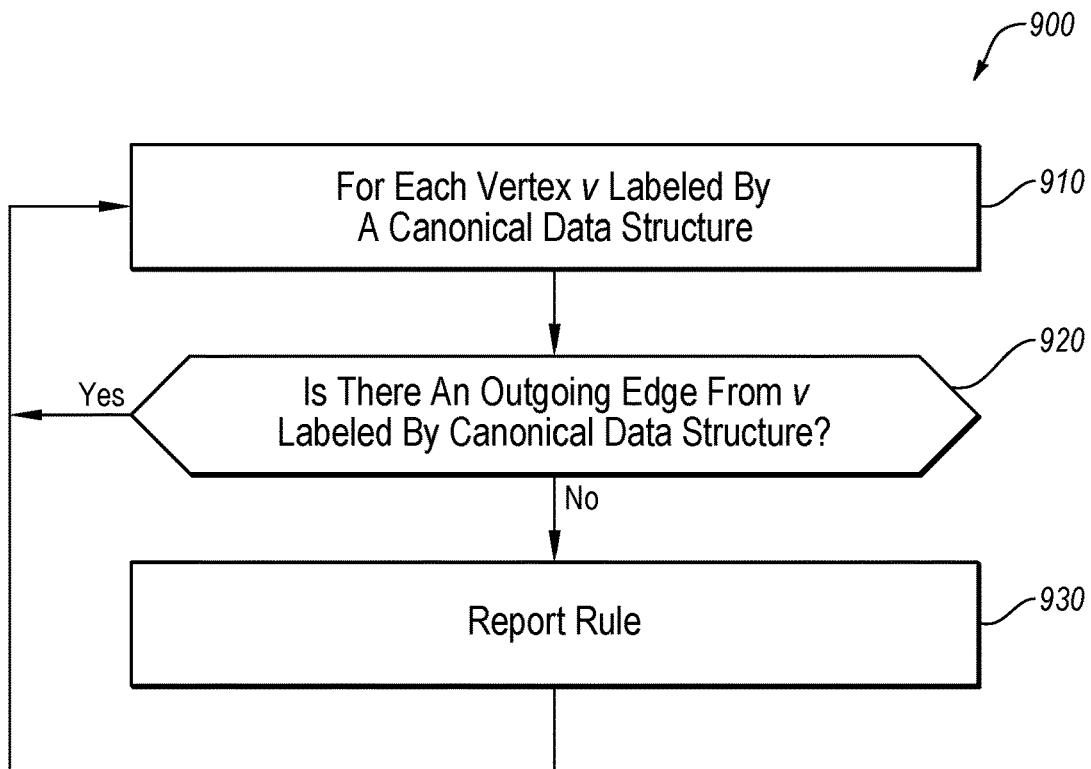 900
For Each Vertex v Labeled By
A Canonical Data Structure
910
Is There An Outgoing Edge From v
Labeled By Canonical Data Structure?
920
Yes
No
Report Rule
930